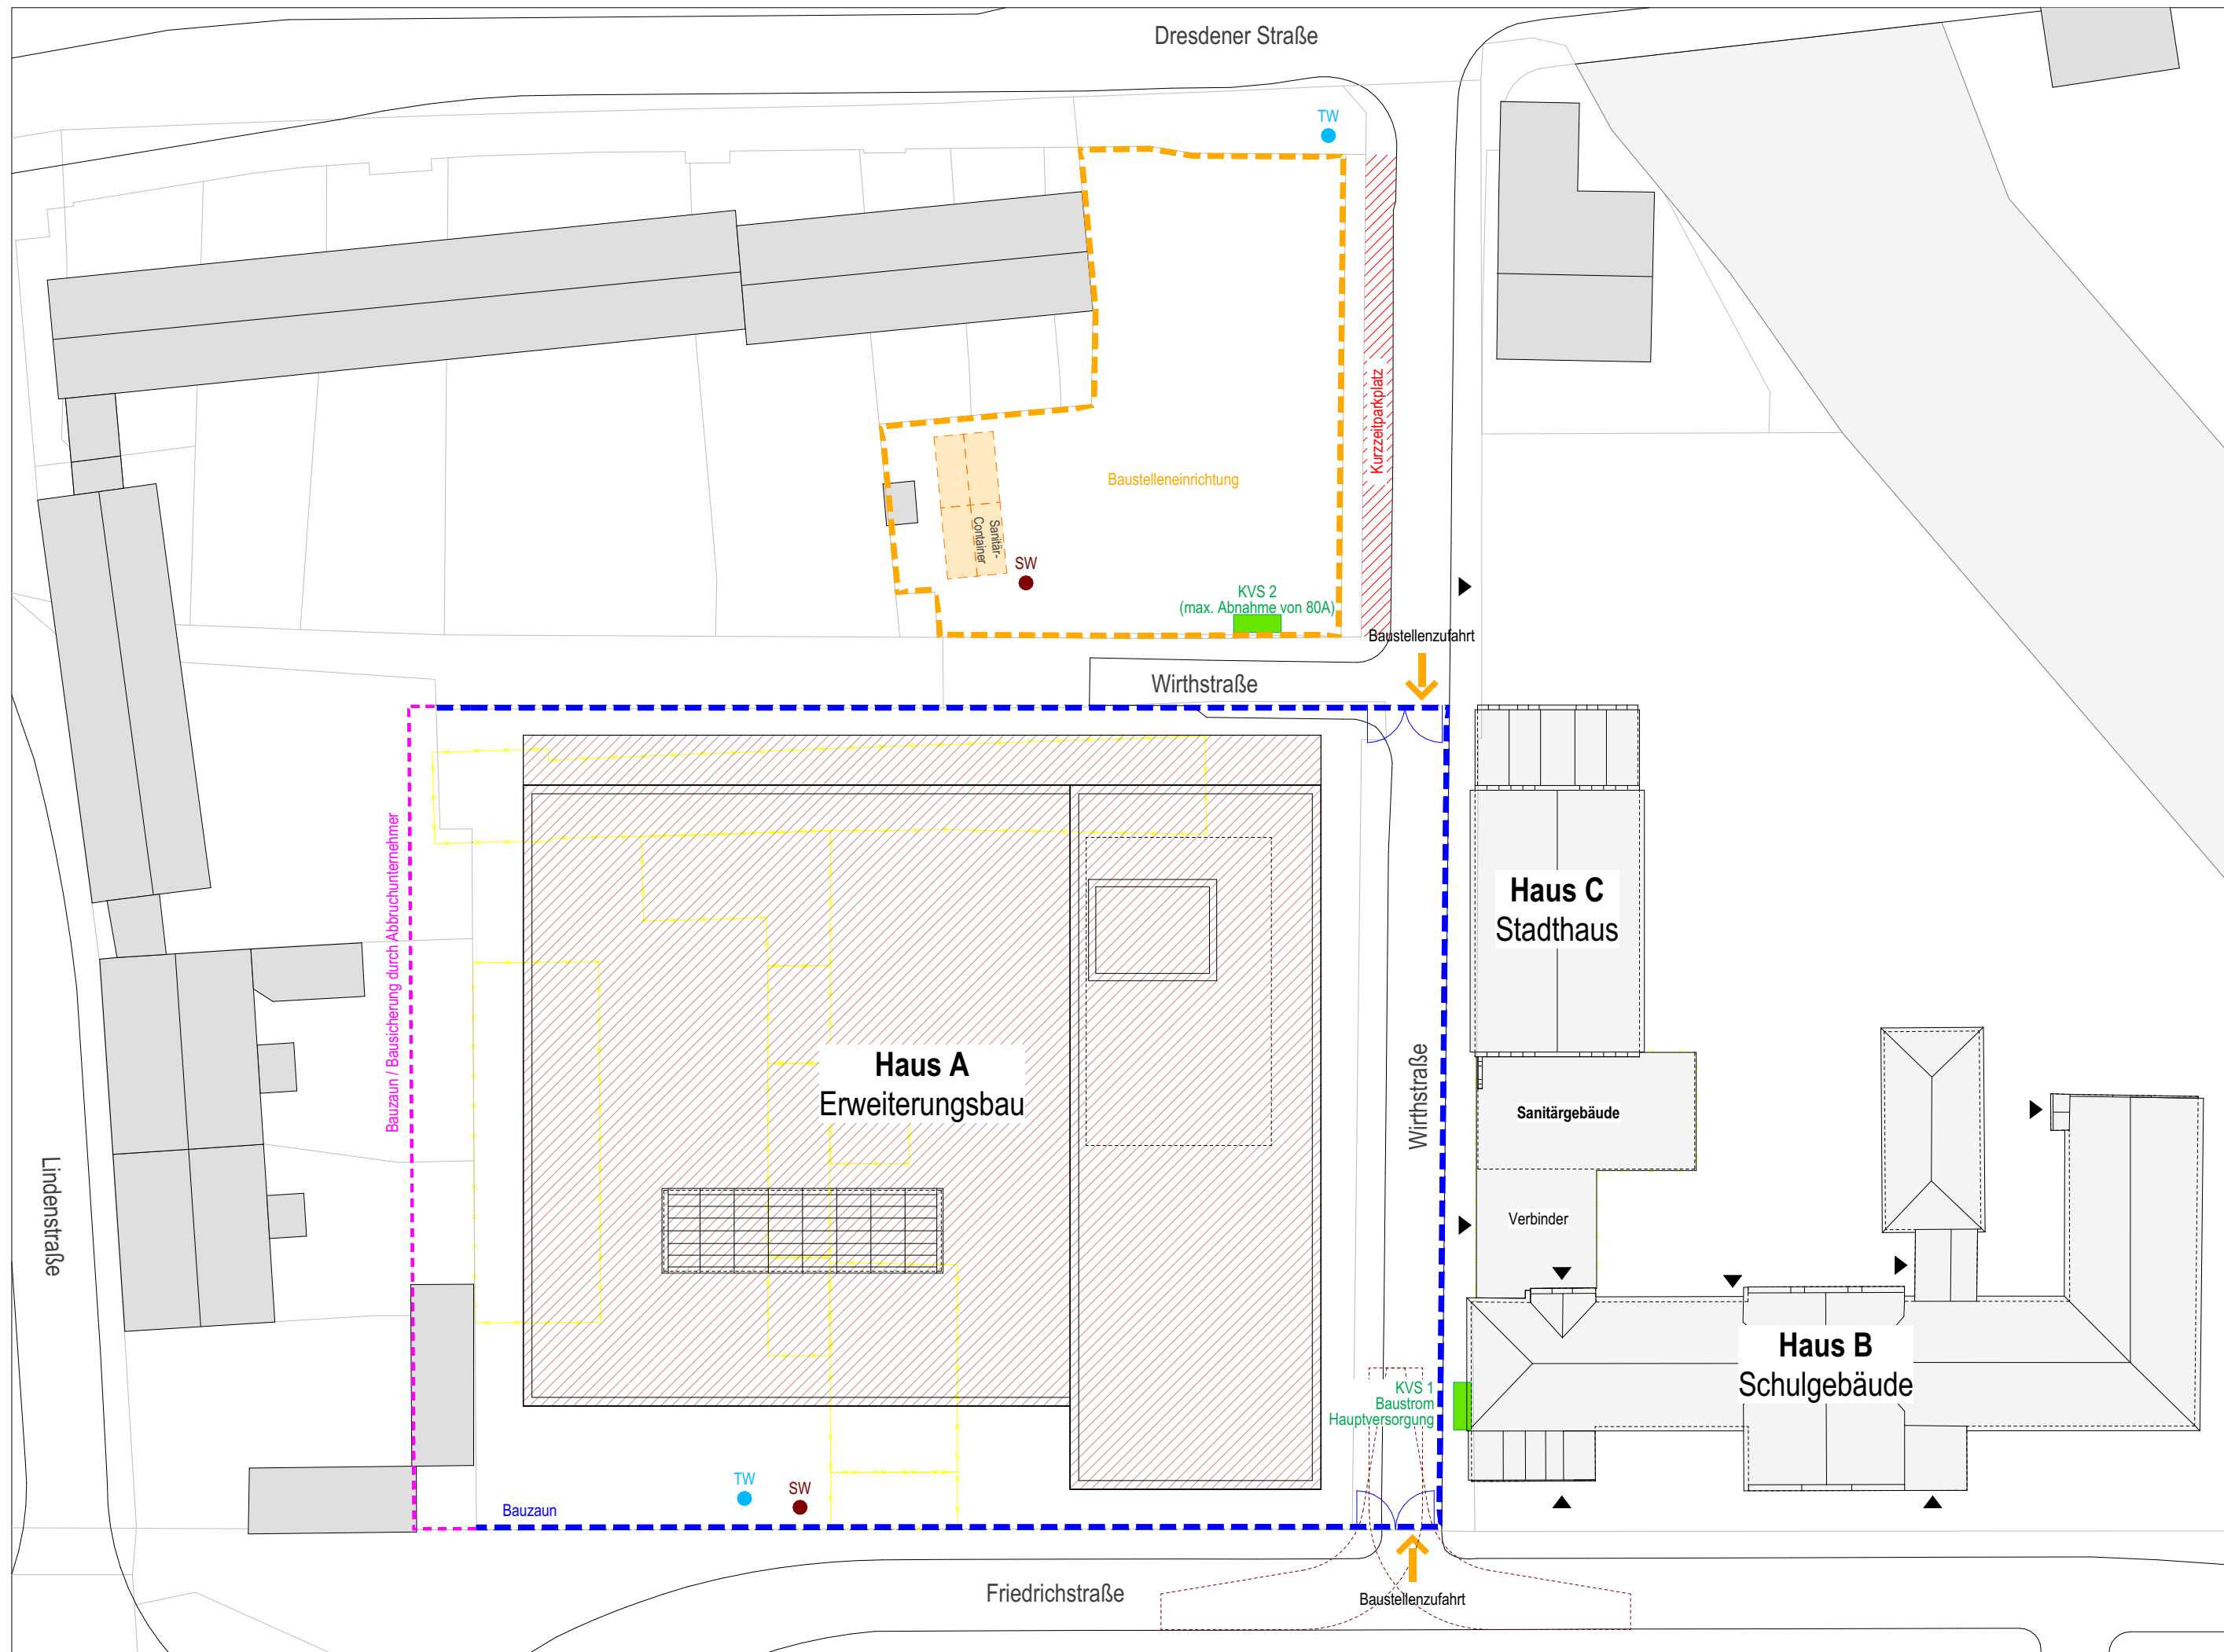 Dresdener Straße
TW
Kurzzeitparkplatz
Baustelleneinrichtung
Sanitär-
Container
SW
KVS 2
(max. Abnahme von 80A)
Baustellenzufahrt
Wirthstraße
Bauzaun / Bausicherung durch Abbruchunternehmer
Haus C
Stadthaus
Haus A
Erweiterungsbau
Wirthstraße
Sanitärgebäude
Lindenstraße
Verbinder
Haus B
Schulgebäude
KVS 1
Baustrom
Hauptversorgung
TW
SW
Bauzaun
Friedrichstraße
Baustellenzufahrt